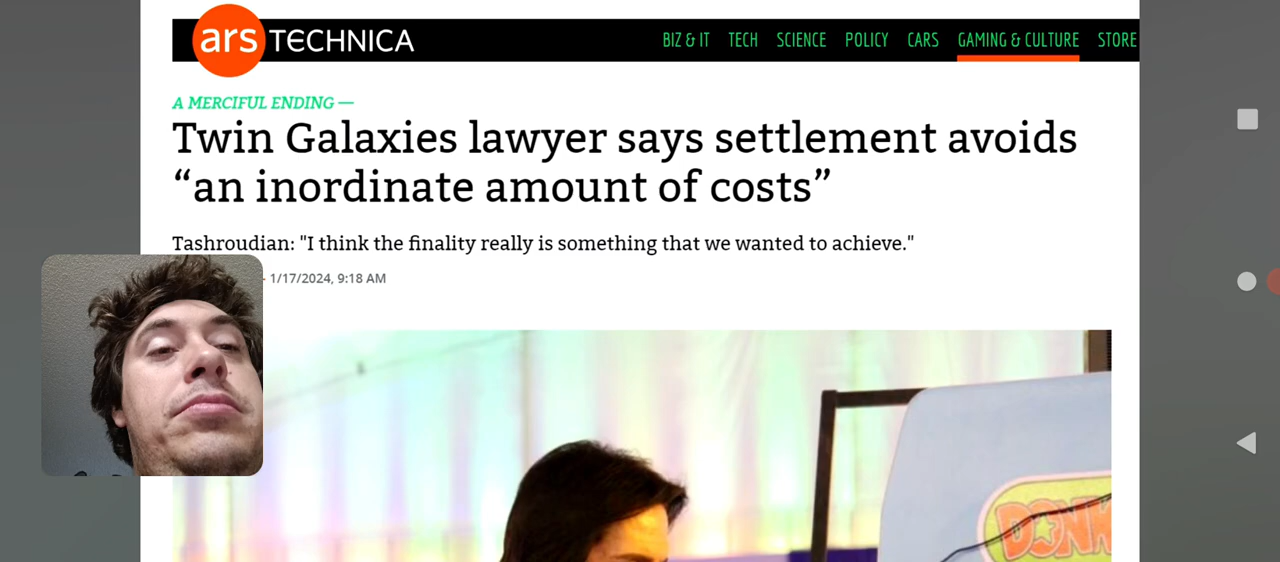 ars TECHNICA
BIZ & IT TECH SCIENCE POLICY CARS GAMING & CULTURE STORE
A MERCIFUL ENDING —
Twin Galaxies lawyer says settlement avoids
“an inordinate amount of costs”
Tashroudian: "I think the finality really is something that we wanted to achieve."
- 1/17/2024, 9:18 AM
DONK